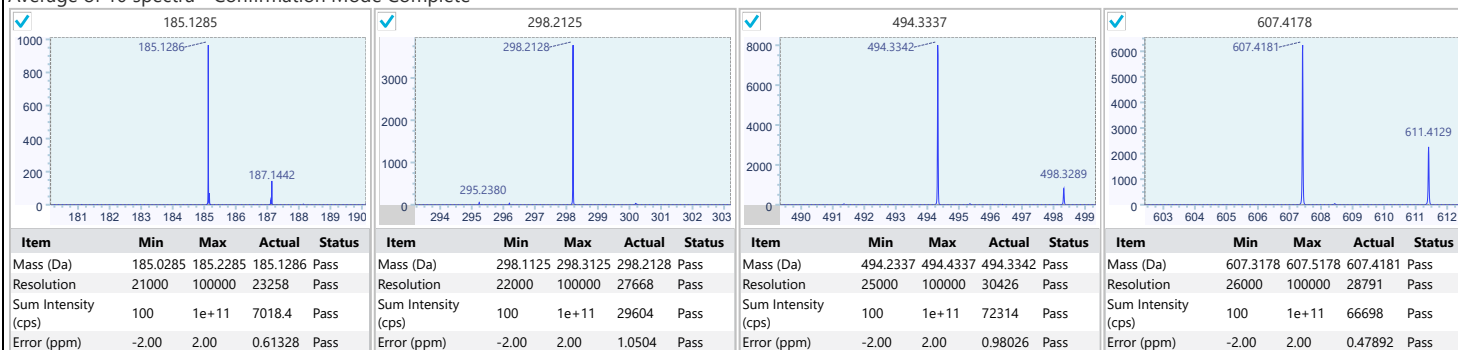 Average of 10 spectra - Confirmation Mode Complete
185.1285
1000
800
600
400
200
0
185.1286
187.1442
181 182 183 184 185 186 187 188 189 190
Item Min Max Actual Status
Mass (Da) 185.0285 185.2285 185.1286 Pass
Resolution 21000 100000 23258 Pass
Sum Intensity (cps) 100 1e+11 7018.4 Pass
Error (ppm) -2.00 2.00 0.61328 Pass
298.2125
3000
2000
1000
0
298.2128
295.2380
294 295 296 297 298 299 300 301 302 303
Item Min Max Actual Status
Mass (Da) 298.1125 298.3125 298.2128 Pass
Resolution 22000 100000 27668 Pass
Sum Intensity (cps) 100 1e+11 29604 Pass
Error (ppm) -2.00 2.00 1.0504 Pass
494.3337
8000
6000
4000
2000
0
494.3342
498.3289
490 491 492 493 494 495 496 497 498 499
Item Min Max Actual Status
Mass (Da) 494.2337 494.4337 494.3342 Pass
Resolution 25000 100000 30426 Pass
Sum Intensity (cps) 100 1e+11 72314 Pass
Error (ppm) -2.00 2.00 0.98026 Pass
607.4178
6000
5000
4000
3000
2000
1000
0
607.4181
611.4129
603 604 605 606 607 608 609 610 611 612
Item Min Max Actual Status
Mass (Da) 607.3178 607.5178 607.4181 Pass
Resolution 26000 100000 28791 Pass
Sum Intensity (cps) 100 1e+11 66698 Pass
Error (ppm) -2.00 2.00 0.47892 Pass